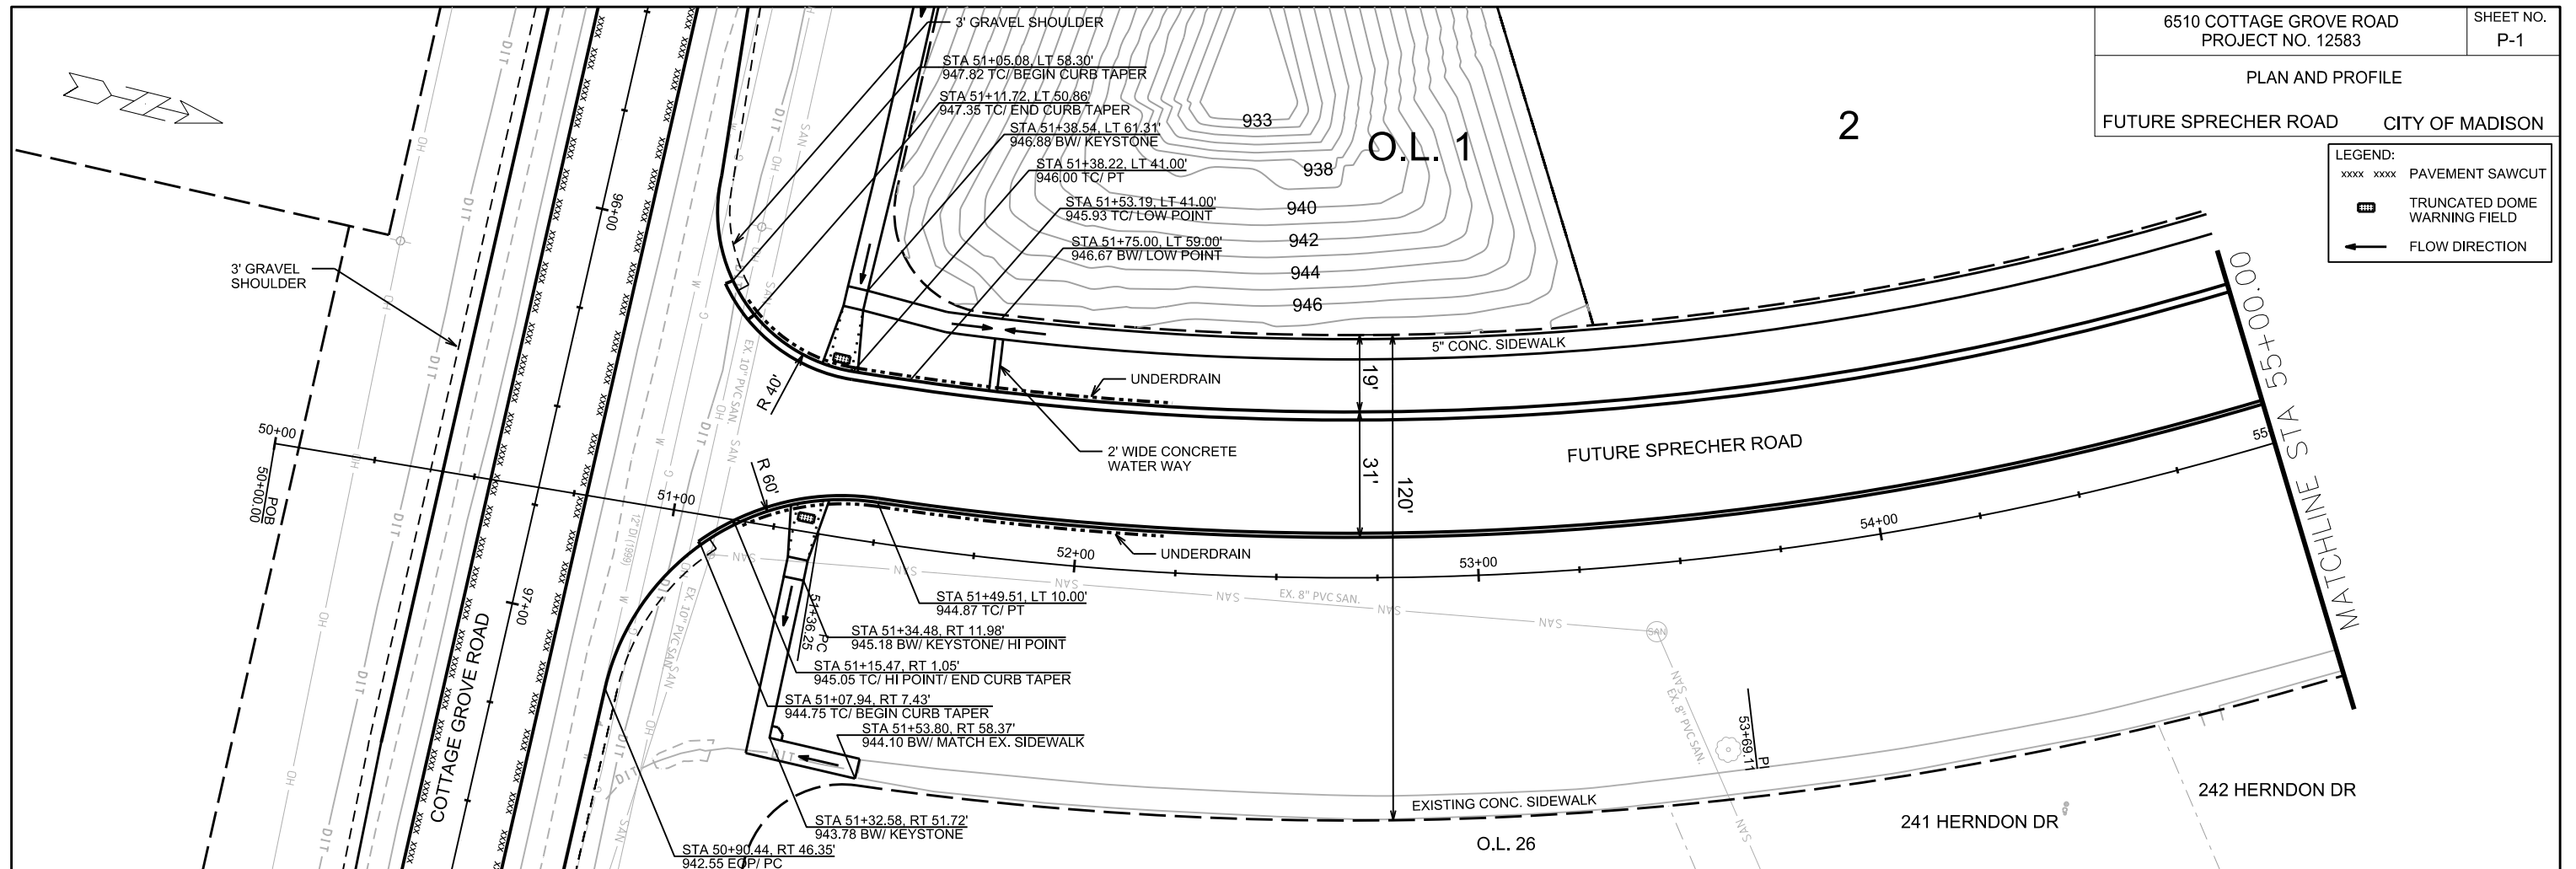 6510 COTTAGE GROVE ROAD
PROJECT NO. 12583
SHEET NO.
P-1
PLAN AND PROFILE
FUTURE SPRECHER ROAD
CITY OF MADISON
LEGEND:
xxxx xxxx PAVEMENT SAWCUT
TRUNCATED DOME
WARNING FIELD
FLOW DIRECTION
3' GRAVEL SHOULDER
STA 51+05.08, LT 58.30'
947.82 TC/ BEGIN CURB TAPER
STA 51+11.72, LT 50.86'
947.35 TC/ END CURB TAPER
STA 51+38.54, LT 61.31'
946.88 BW/ KEYSTONE
STA 51+38.22, LT 41.00'
946.00 TC/ PT
STA 51+53.19, LT 41.00'
945.93 TC/ LOW POINT
STA 51+75.00, LT 59.00'
946.67 BW/ LOW POINT
933
938
940
942
944
946
O.L. 1
2
3' GRAVEL
SHOULDER
96+00
97+00
COTTAGE GROVE ROAD
50+00
POB
50+00.00
51+00
52+00
53+00
54+00
55
R 40'
R 60'
5" CONC. SIDEWALK
UNDERDRAIN
2' WIDE CONCRETE
WATER WAY
19'
31'
120'
FUTURE SPRECHER ROAD
MATCHLINE STA 55+00.00
UNDERDRAIN
EX. 10" PVC SAN.
EX. 10" PVC SAN
12" DI (1999)
EX. 8" PVC SAN.
EX. 8" PVC SAN.
SAN
DIT
OH
W
G
PC
51+36.25
STA 51+49.51, LT 10.00'
944.87 TC/ PT
STA 51+34.48, RT 11.98'
945.18 BW/ KEYSTONE/ HI POINT
STA 51+15.47, RT 1.05'
945.05 TC/ HI POINT/ END CURB TAPER
STA 51+07.94, RT 7.43'
944.75 TC/ BEGIN CURB TAPER
STA 51+53.80, RT 58.37'
944.10 BW/ MATCH EX. SIDEWALK
STA 51+32.58, RT 51.72'
943.78 BW/ KEYSTONE
STA 50+90.44, RT 46.35'
942.55 EOP/ PC
PI
53+69.11
EXISTING CONC. SIDEWALK
O.L. 26
241 HERNDON DR
242 HERNDON DR